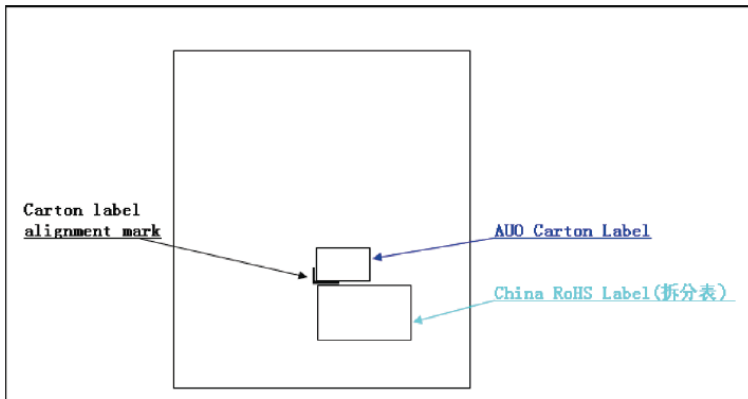 Carton label
alignment mark
AUO Carton Label
China RoHS Label(拆分表)